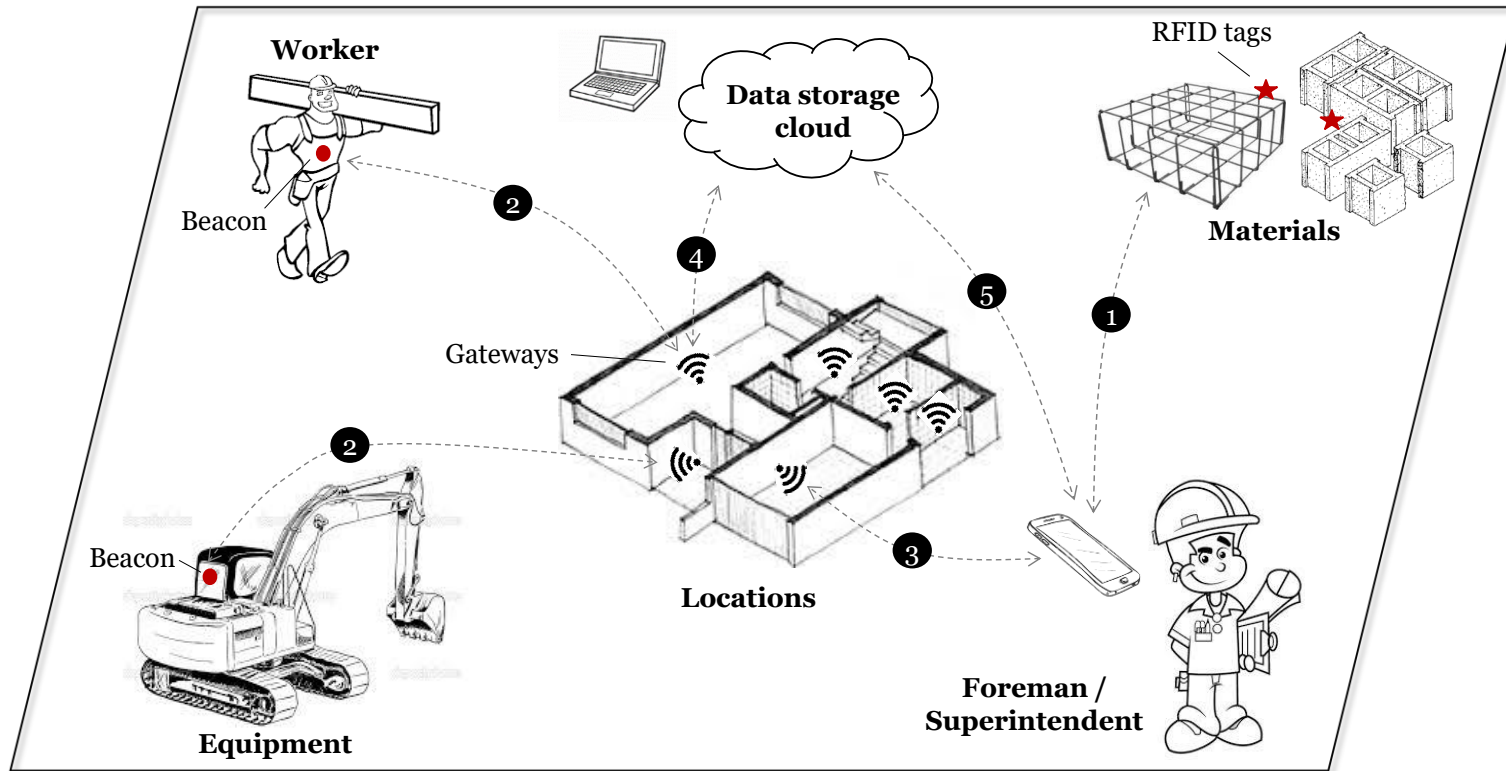 Worker
RFID tags
Data storage
cloud
Beacon
2
4
5
1
Materials
Gateways
2
Beacon
3
Locations
Foreman /
Superintendent
Equipment